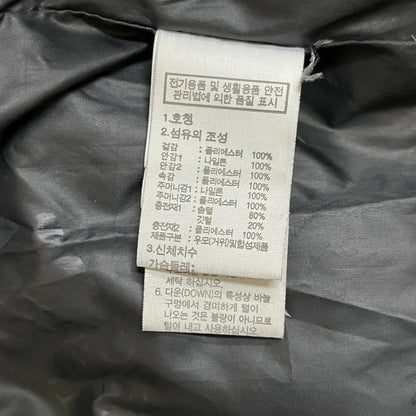 전기용품 및 생활용품 안전
관리법에 의한 품질 표시
1.호칭
2.섬유의 조성
겉감 : 폴리에스터 100%
안감1 : 나일론 100%
안감2 : 폴리에스터 100%
속감 : 폴리에스터 100%
주머니감1 : 나일론 100%
주머니감2 : 폴리에스터 100%
충전재1 : 솜털 80%
깃털 20%
충전재2 : 폴리에스터 100%
제품구분 : 우모(거위)및합섬제품
3.신체치수
가슴둘레:
세탁 하십시오.
6. 다운(DOWN)의 특성상 바늘
구멍에서 경미하게 털이
나오는 것은 불량이 아니므로
털어 내고 사용하십시오.